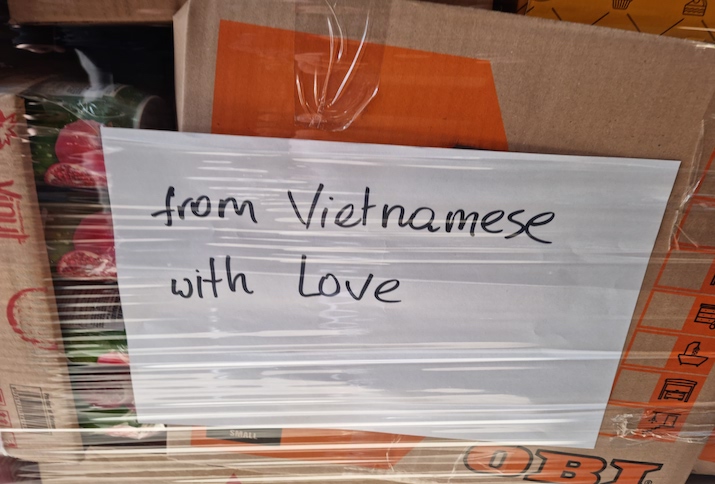 from Vietnamese
with Love
SMALL
OBI